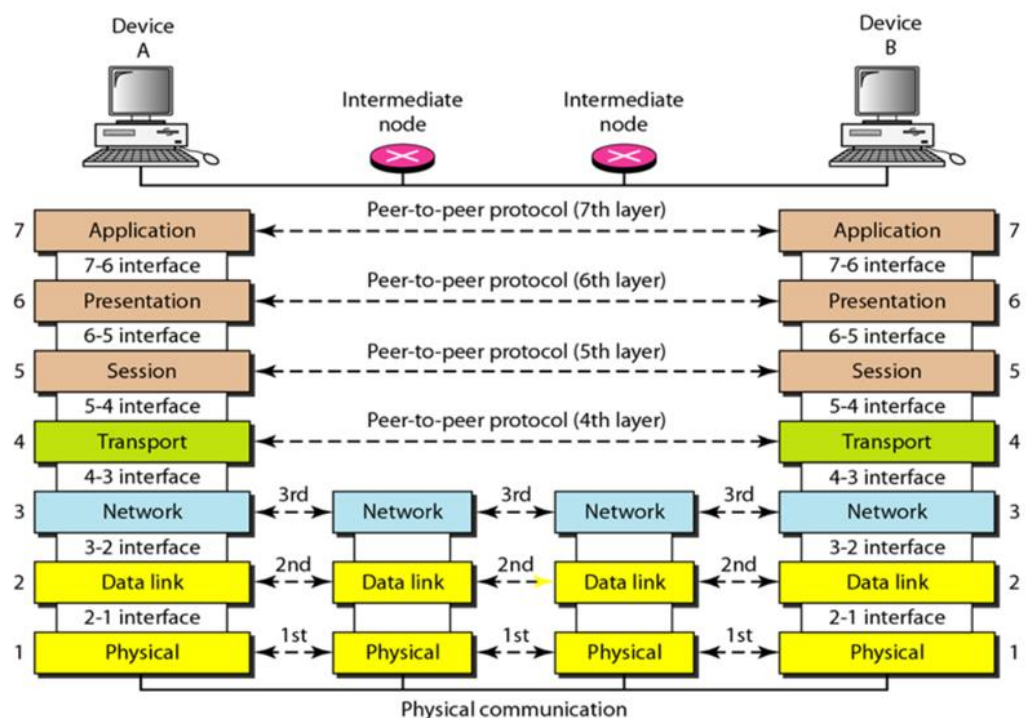 Device
A
Device
B
Intermediate
node
Intermediate
node
Peer-to-peer protocol (7th layer)
7 Application Application 7
7-6 interface 7-6 interface
Peer-to-peer protocol (6th layer)
6 Presentation Presentation 6
6-5 interface 6-5 interface
Peer-to-peer protocol (5th layer)
5 Session Session 5
5-4 interface 5-4 interface
Peer-to-peer protocol (4th layer)
4 Transport Transport 4
4-3 interface 4-3 interface
3rd 3rd 3rd
3 Network Network Network Network 3
3-2 interface 3-2 interface
2nd 2nd 2nd
2 Data link Data link Data link Data link 2
2-1 interface 2-1 interface
1st 1st 1st
1 Physical Physical Physical Physical 1
Physical communication